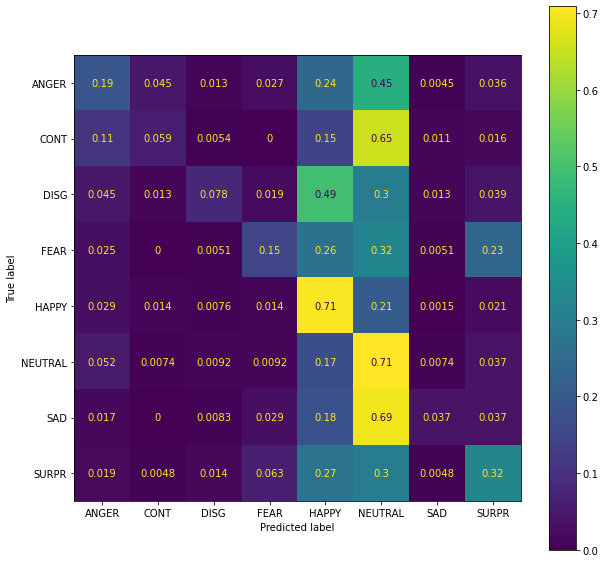 0.7
ANGER 0.19 0.045 0.013 0.027 0.24 0.45 0.0045 0.036
0.6
CONT 0.11 0.059 0.0054 0 0.15 0.65 0.011 0.016
0.5
DISG 0.045 0.013 0.078 0.019 0.49 0.3 0.013 0.039
0.4
FEAR 0.025 0 0.0051 0.15 0.26 0.32 0.0051 0.23
True label
HAPPY 0.029 0.014 0.0076 0.014 0.71 0.21 0.0015 0.021
0.3
NEUTRAL 0.052 0.0074 0.0092 0.0092 0.17 0.71 0.0074 0.037
0.2
SAD 0.017 0 0.0083 0.029 0.18 0.69 0.037 0.037
0.1
SURPR 0.019 0.0048 0.014 0.063 0.27 0.3 0.0048 0.32
ANGER CONT DISG FEAR HAPPY NEUTRAL SAD SURPR
Predicted label
0.0